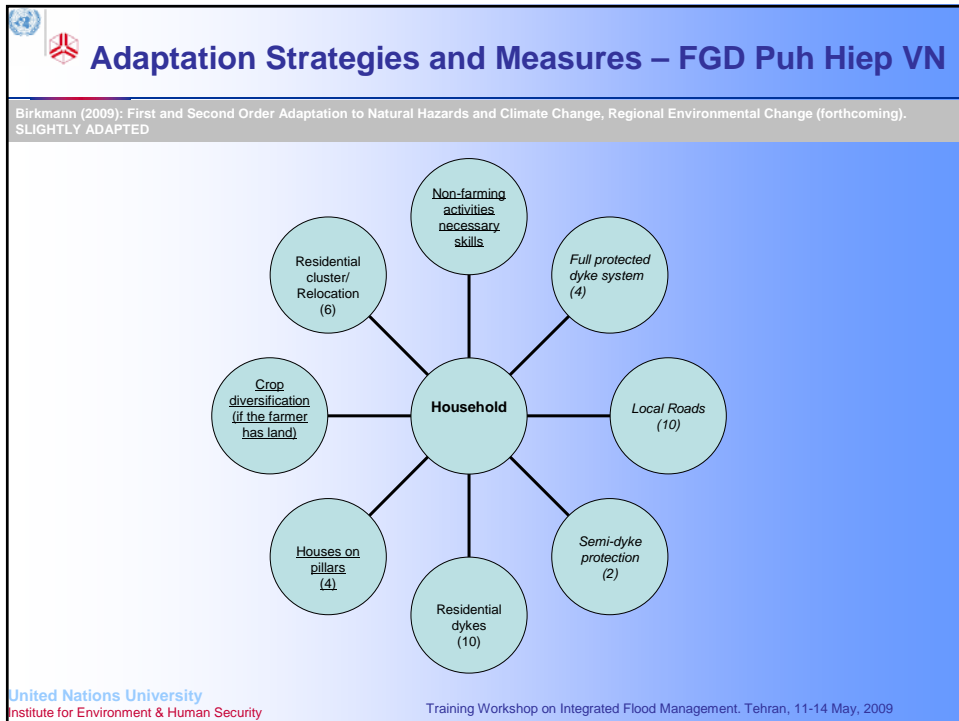 Adaptation Strategies and Measures – FGD Puh Hiep VN
Birkmann (2009): First and Second Order Adaptation to Natural Hazards and Climate Change, Regional Environmental Change (forthcoming).
SLIGHTLY ADAPTED
Non-farming
activities
necessary
skills
Full protected
dyke system
(4)
Local Roads
(10)
Semi-dyke
protection
(2)
Residential
dykes
(10)
Houses on
pillars
(4)
Crop
diversification
(if the farmer
has land)
Residential
cluster/
Relocation
(6)
Household
United Nations University
Institute for Environment & Human Security
Training Workshop on Integrated Flood Management. Tehran, 11-14 May, 2009